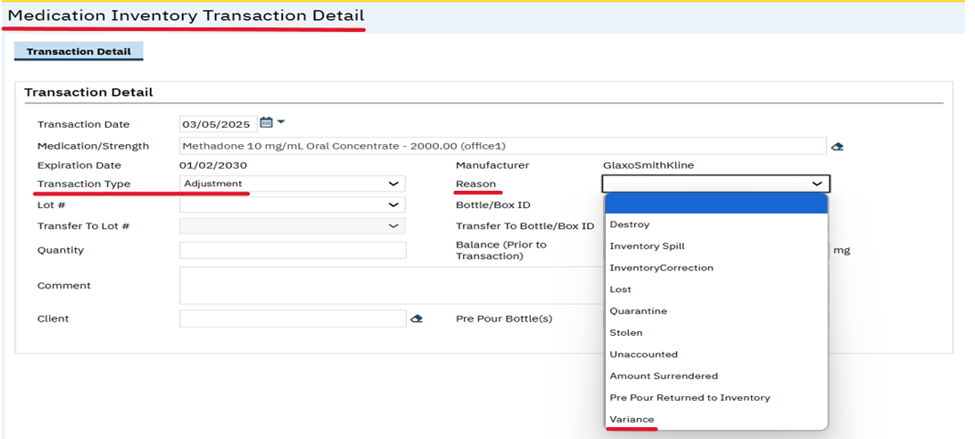 Medication Inventory Transaction Detail
Transaction Detail
Transaction Detail
Transaction Date 03/05/2025
Medication/Strength Methadone 10 mg/mL Oral Concentrate - 2000.00 (office1)
Expiration Date 01/02/2030 Manufacturer GlaxoSmithKline
Transaction Type Adjustment Reason
Lot # Bottle/Box ID
Transfer To Lot # Transfer To Bottle/Box ID
Quantity Balance (Prior to Transaction) mg
Comment
Client Pre Pour Bottle(s)
Destroy
Inventory Spill
InventoryCorrection
Lost
Quarantine
Stolen
Unaccounted
Amount Surrendered
Pre Pour Returned to Inventory
Variance